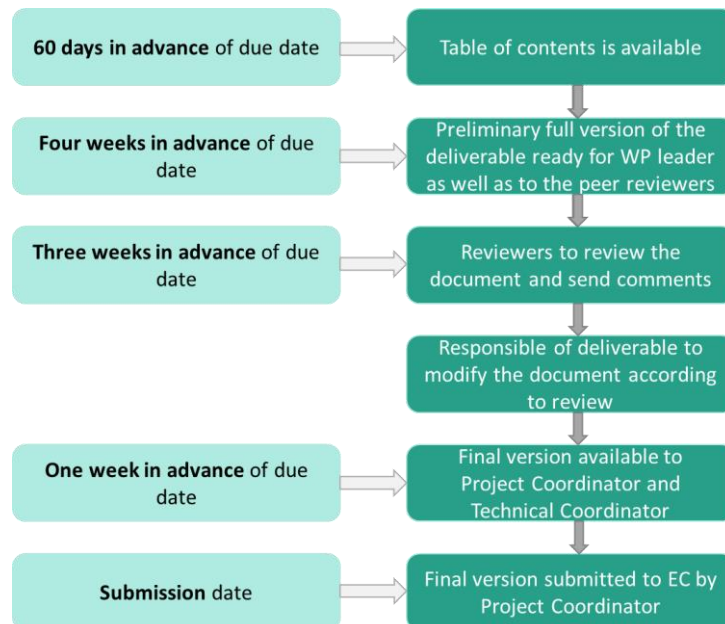 60 days in advance of due date
Table of contents is available
Four weeks in advance of due
date
Preliminary full version of the
deliverable ready for WP leader
as well as to the peer reviewers
Three weeks in advance of due
date
Reviewers to review the
document and send comments
Responsible of deliverable to
modify the document according
to review
One week in advance of due
date
Final version available to
Project Coordinator and
Technical Coordinator
Submission date
Final version submitted to EC by
Project Coordinator